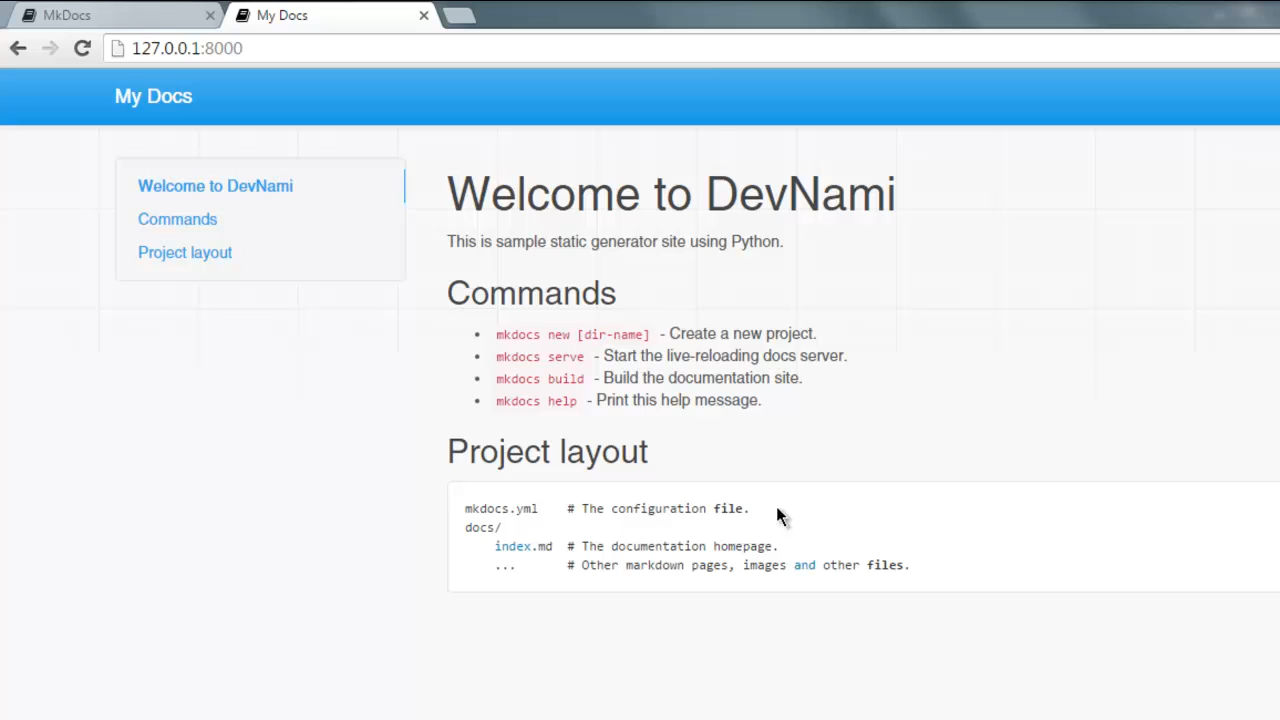 MkDocs
My Docs
127.0.0.1:8000
My Docs
Welcome to DevNami
Commands
Project layout
Welcome to DevNami
This is sample static generator site using Python.
Commands
• mkdocs new [dir-name] - Create a new project.
• mkdocs serve - Start the live-reloading docs server.
• mkdocs build - Build the documentation site.
• mkdocs help - Print this help message.
Project layout
mkdocs.yml # The configuration file.
docs/
index.md # The documentation homepage.
... # Other markdown pages, images and other files.